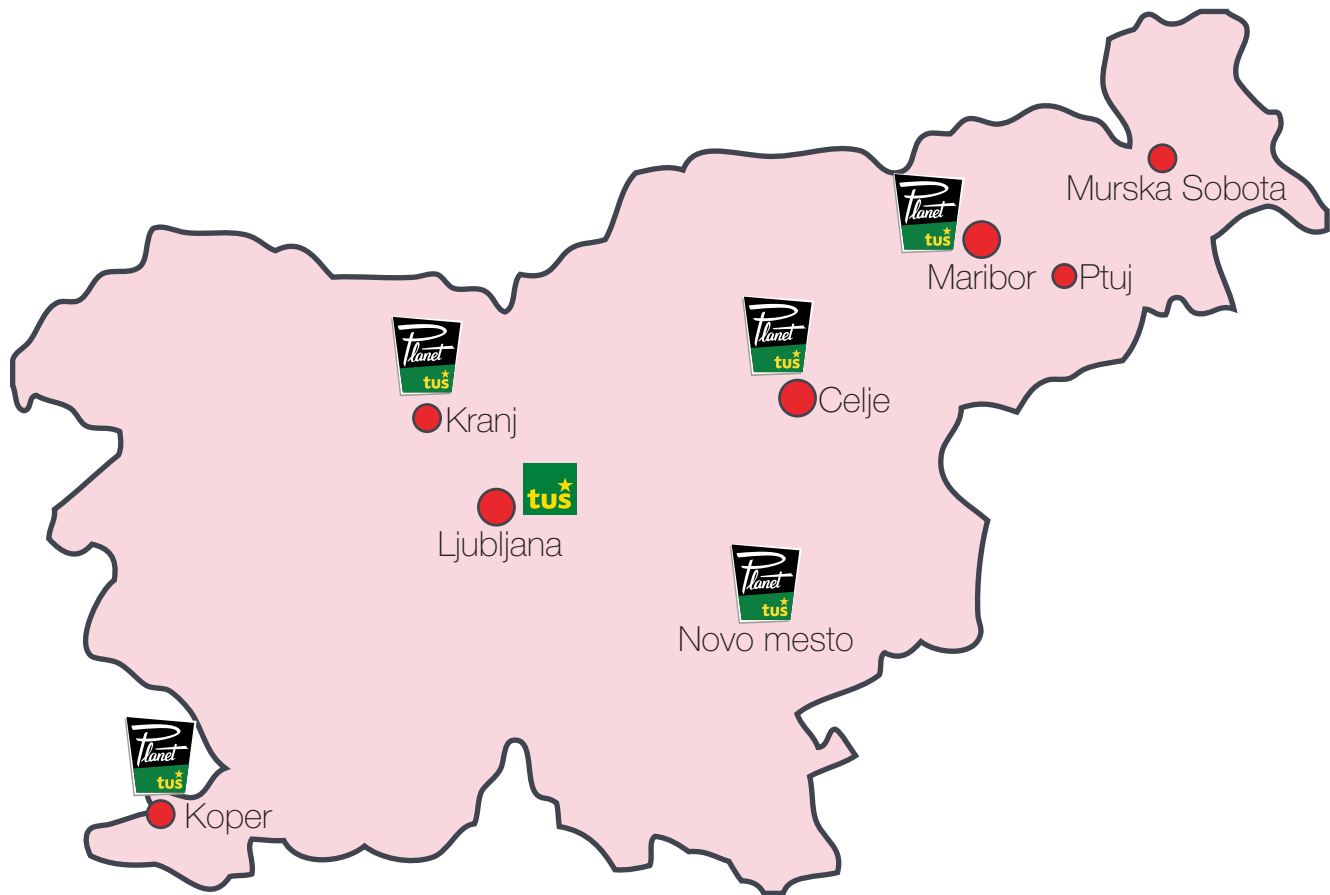 Murska Sobota
Planet
tuš
Maribor
Ptuj
Planet
tuš
Planet
tuš
Celje
Kranj
tuš
Ljubljana
Planet
tuš
Novo mesto
Planet
tuš
Koper